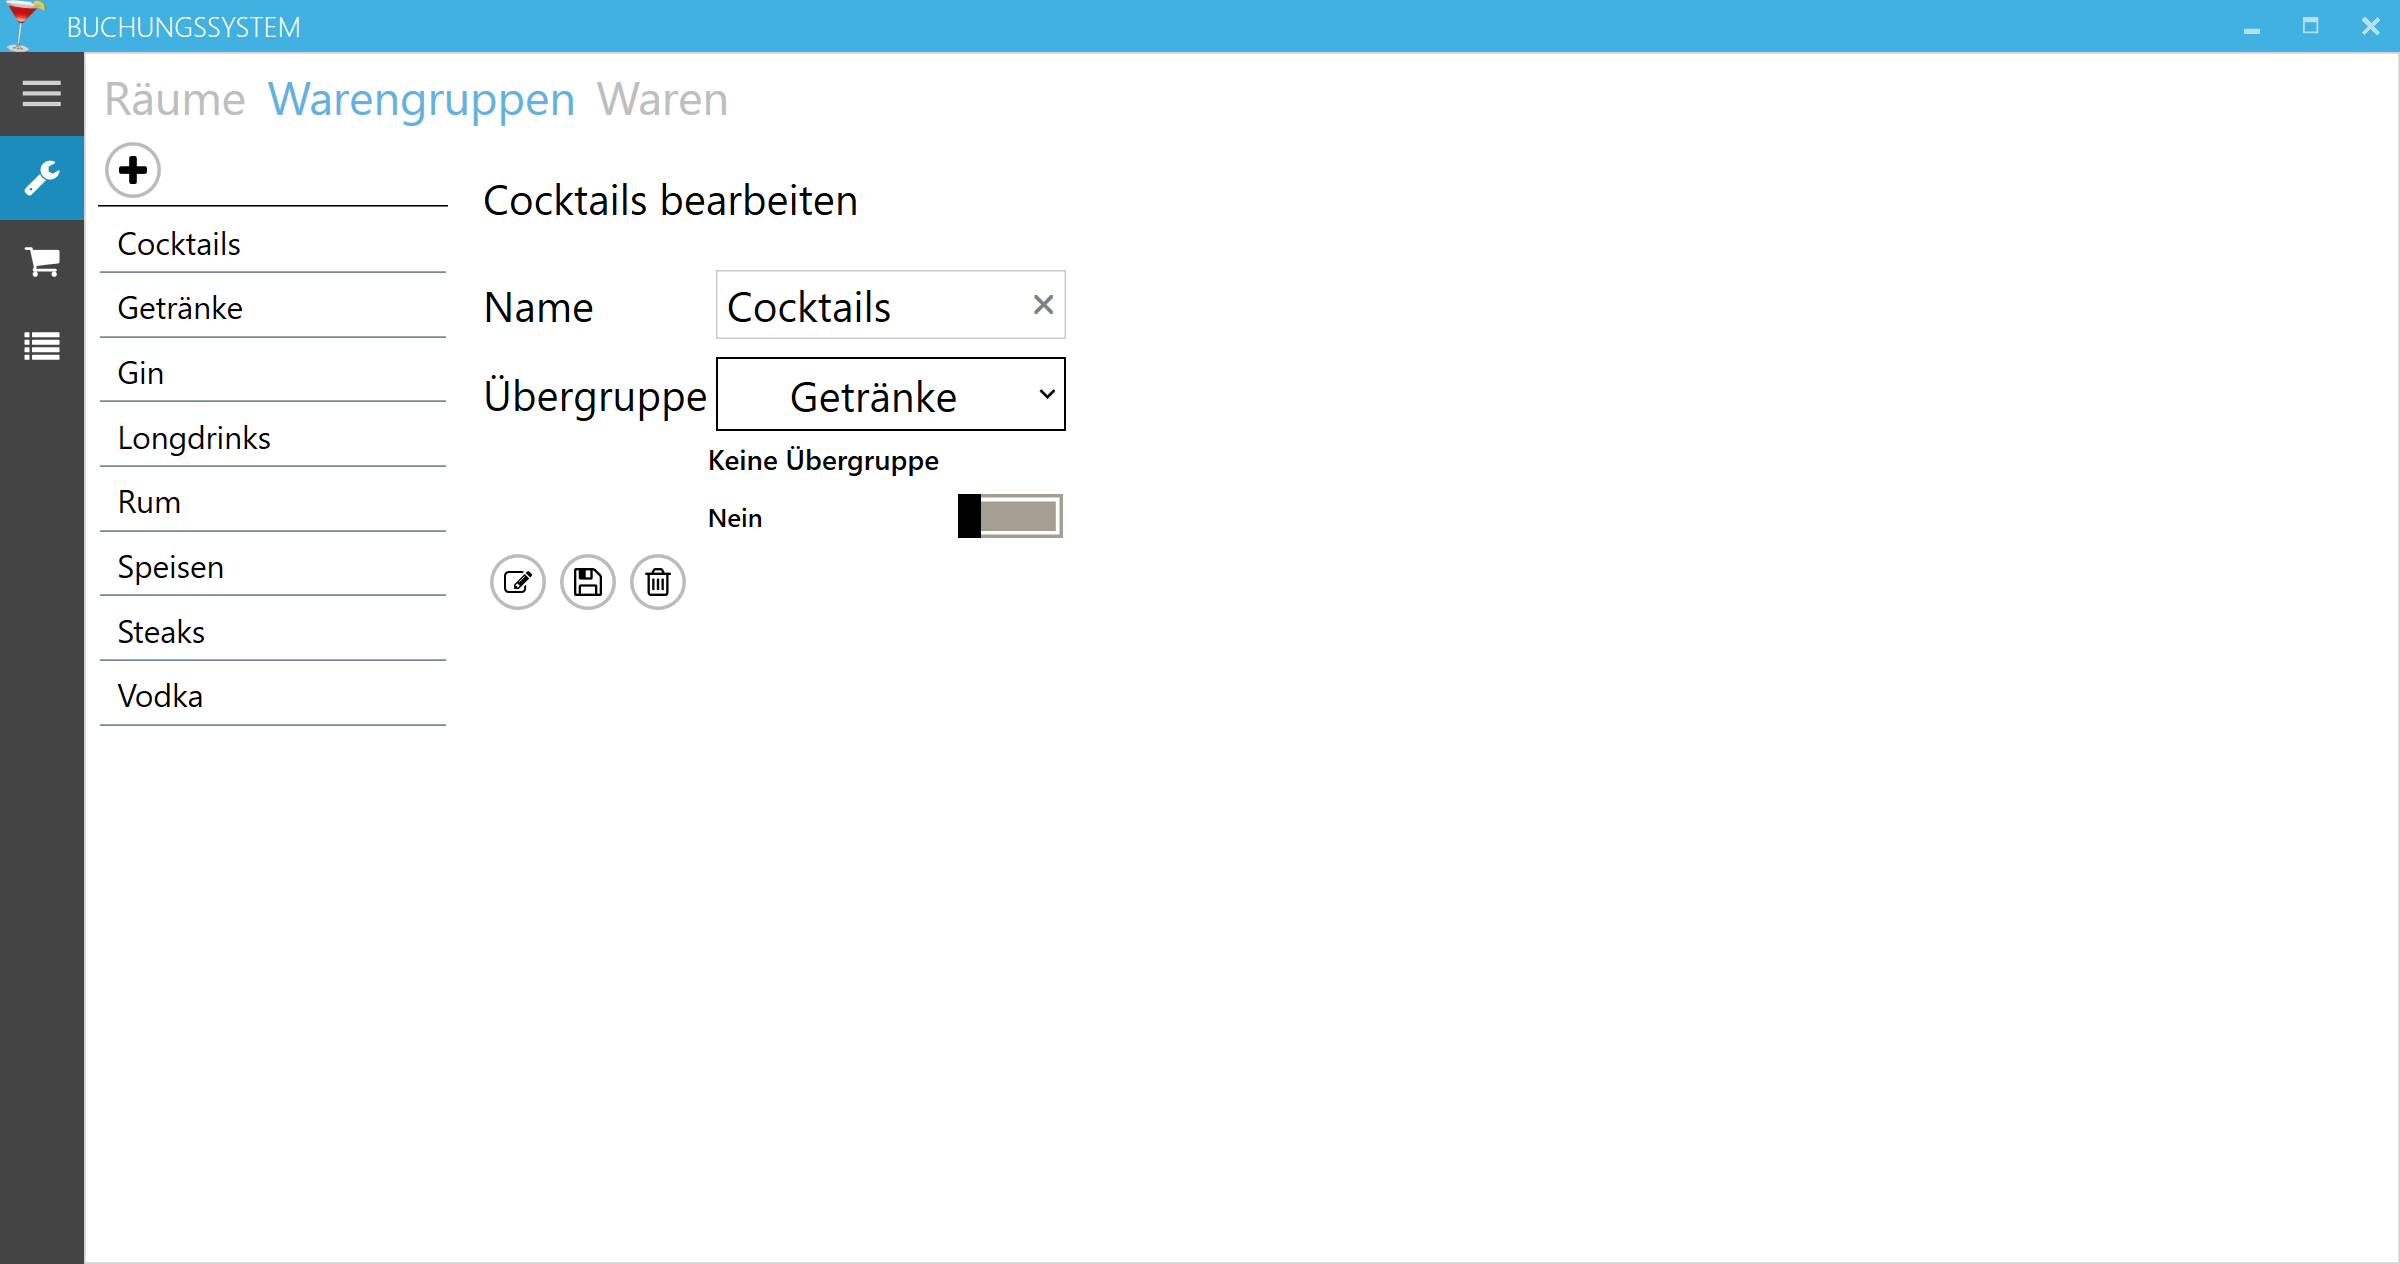 BUCHUNGSSYSTEM
Räume Warengruppen Waren
Cocktails
Getränke
Gin
Longdrinks
Rum
Speisen
Steaks
Vodka
Cocktails bearbeiten
Name Cocktails
Übergruppe Getränke
Keine Übergruppe
Nein